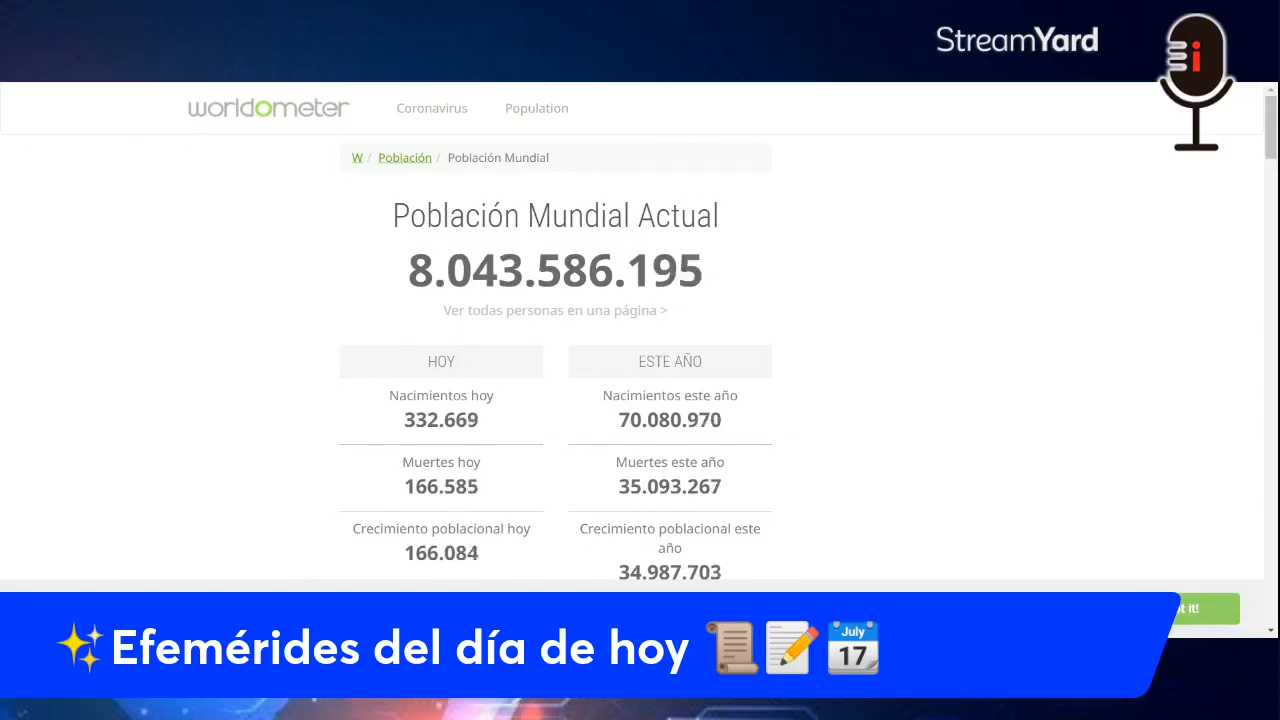 StreamYard
i
worldometer
Coronavirus
Population
W / Población / Población Mundial
Población Mundial Actual
8.043.586.195
Ver todas personas en una página >
HOY
Nacimientos hoy
332.669
Muertes hoy
166.585
Crecimiento poblacional hoy
166.084
ESTE AÑO
Nacimientos este año
70.080.970
Muertes este año
35.093.267
Crecimiento poblacional este
año
34.987.703
t it!
Efemérides del día de hoy
July
17